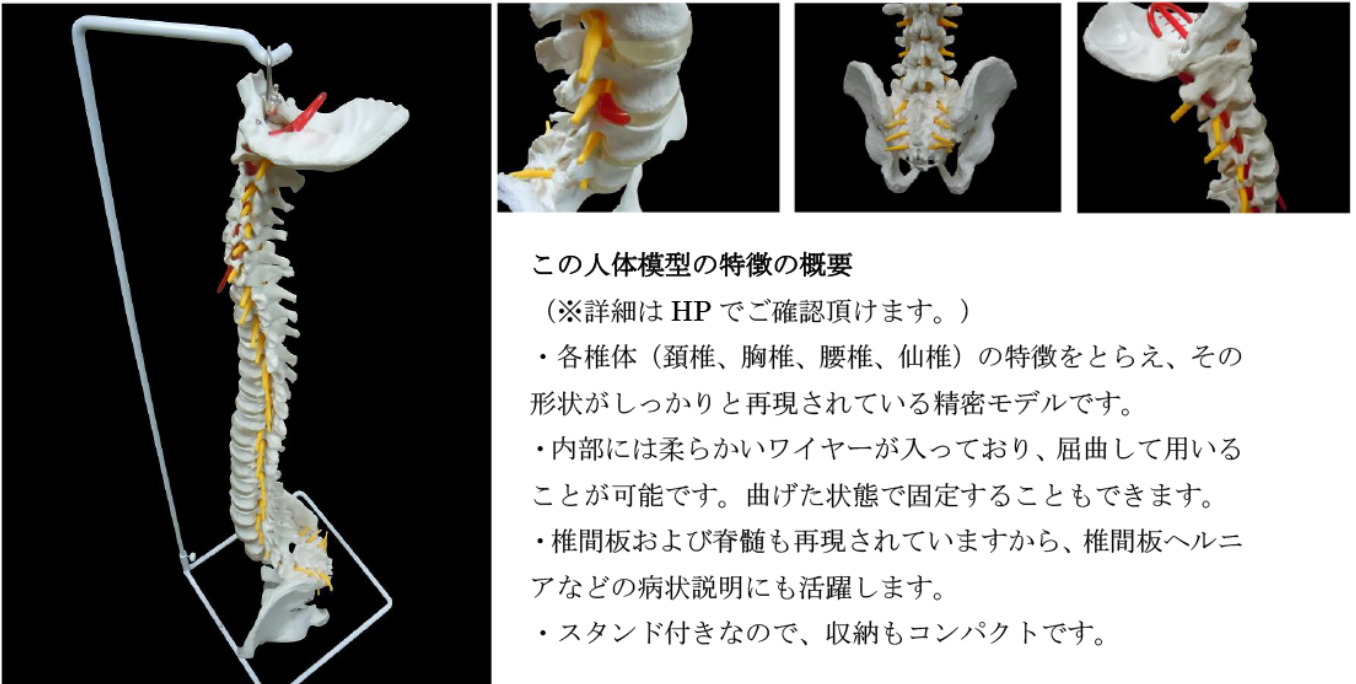 この人体模型の特徴の概要
（※詳細は HP でご確認頂けます。）
・各椎体（頚椎、胸椎、腰椎、仙椎）の特徴をとらえ、その
形状がしっかりと再現されている精密モデルです。
・内部には柔らかいワイヤーが入っており、屈曲して用いる
ことが可能です。曲げた状態で固定することもできます。
・椎間板および脊髄も再現されていますから、椎間板ヘルニ
アなどの病状説明にも活躍します。
・スタンド付きなので、収納もコンパクトです。